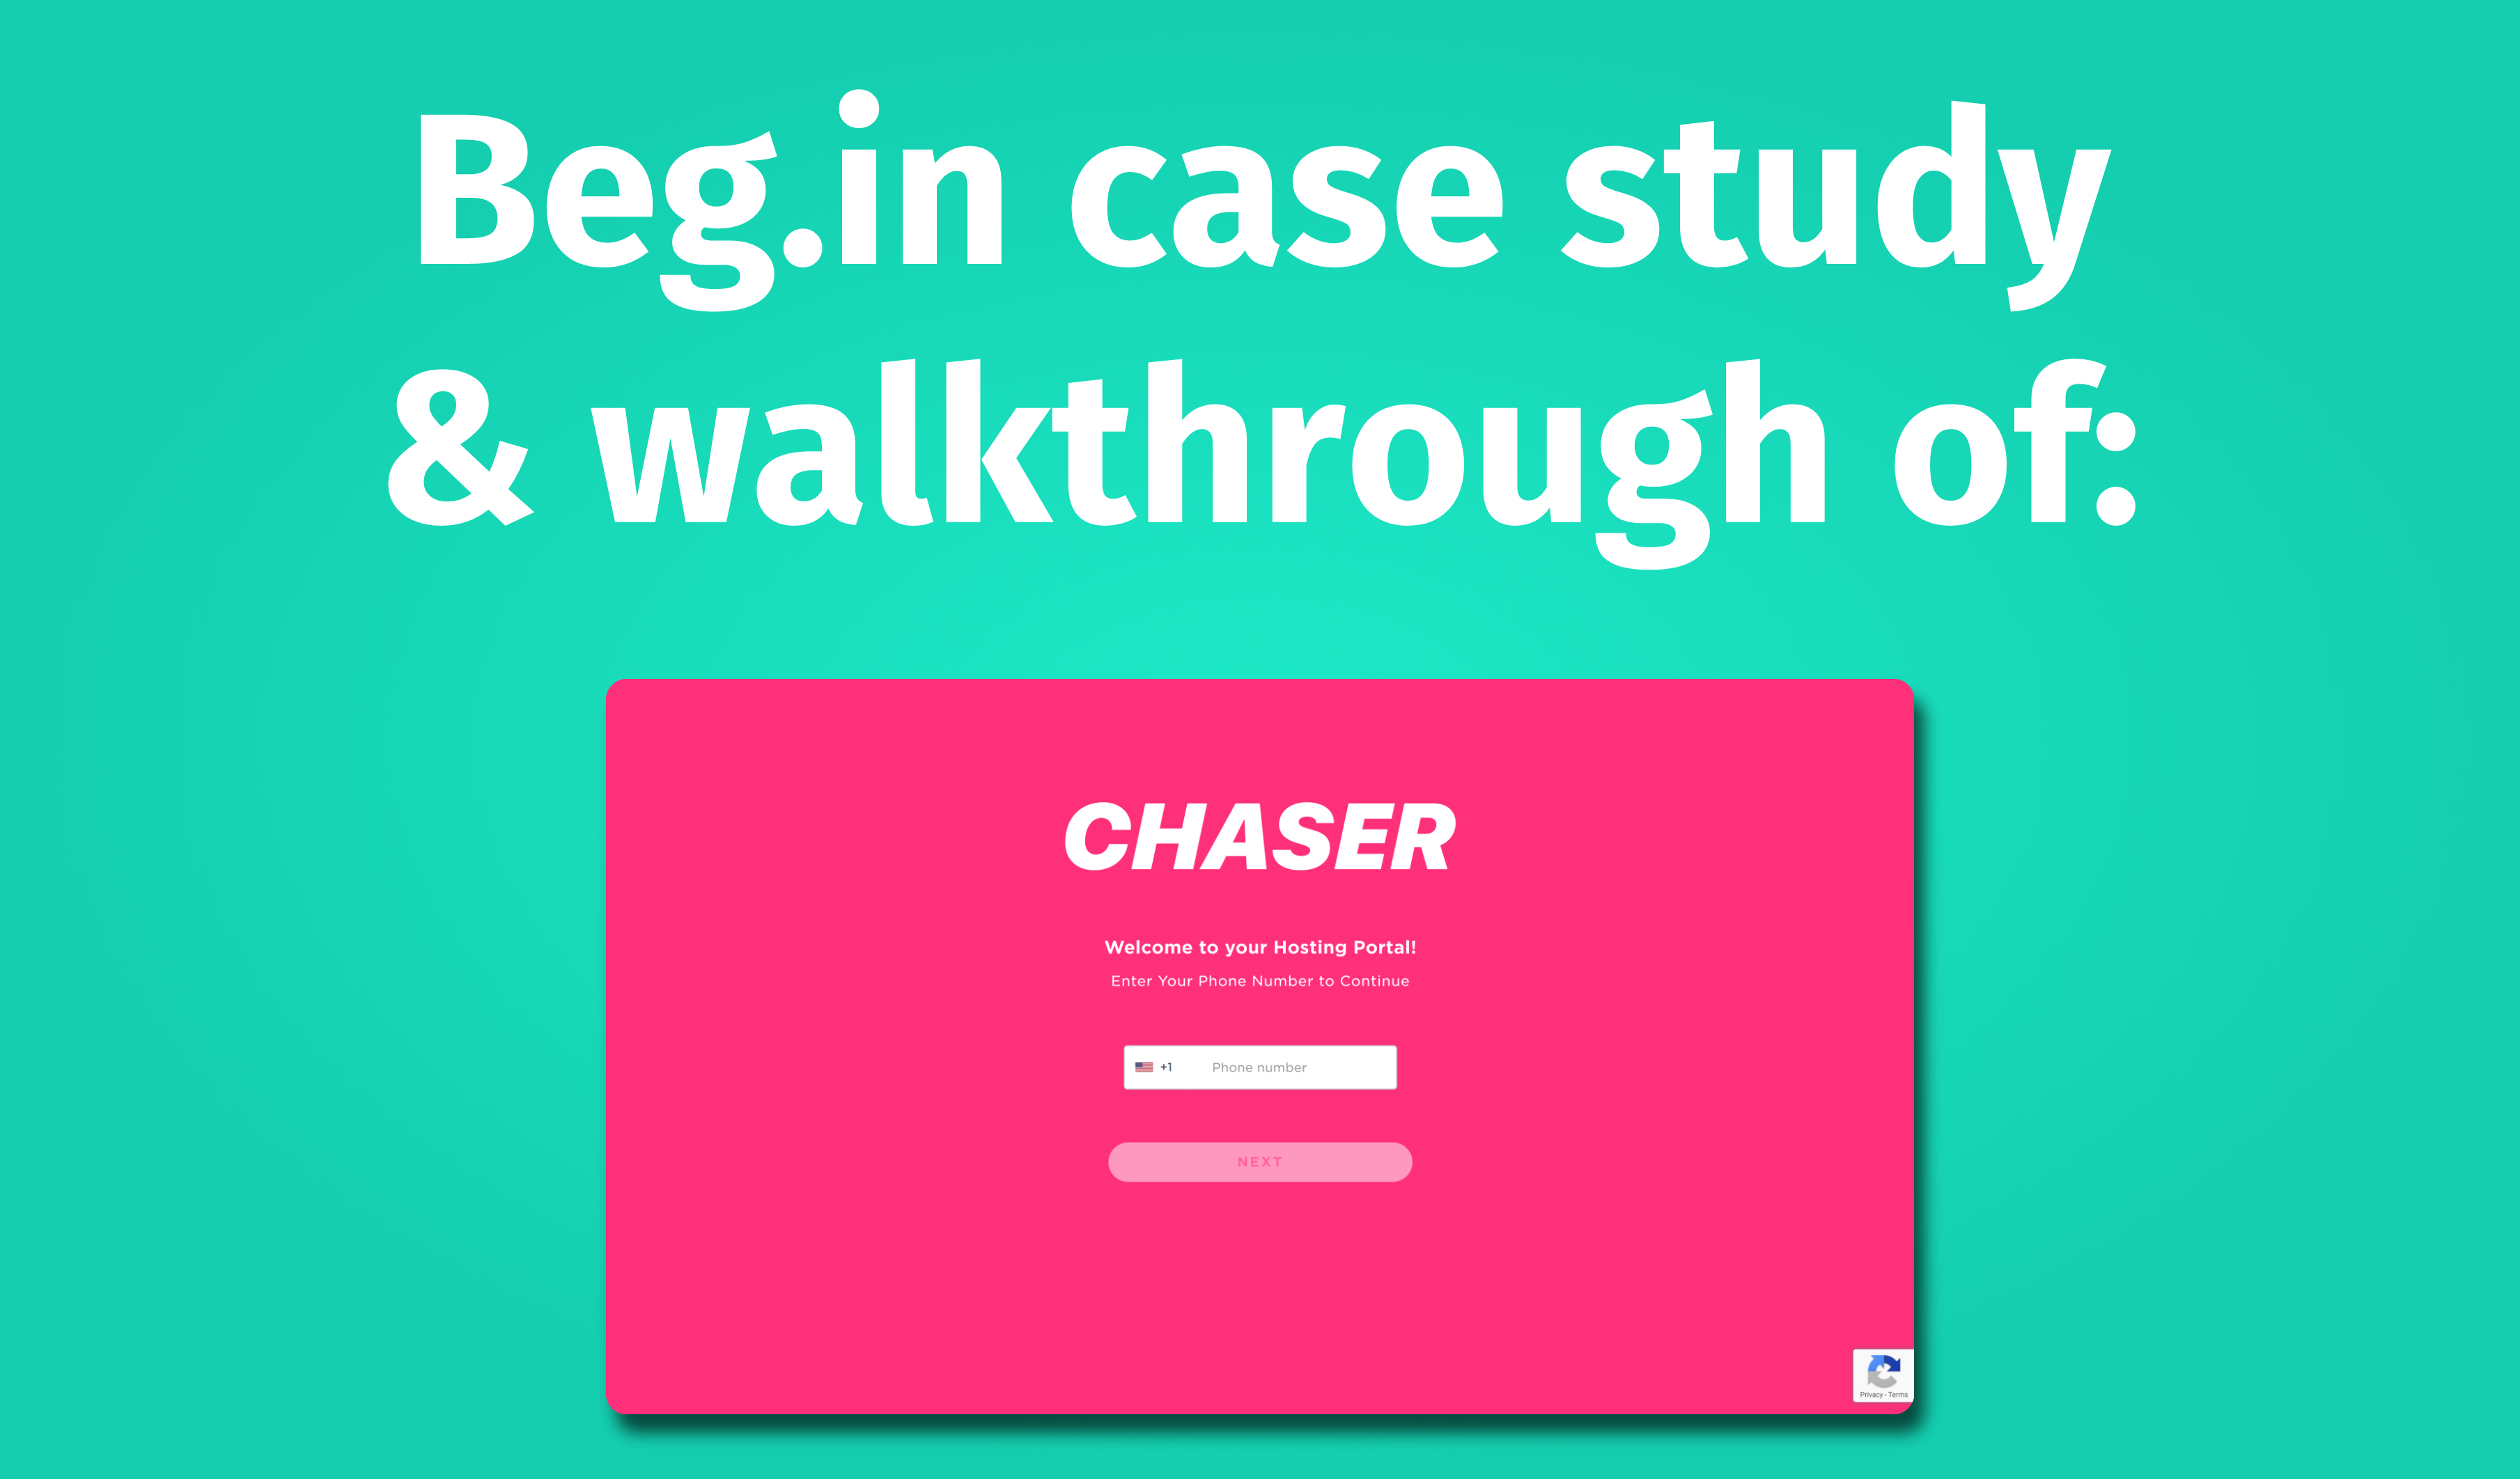 Beg.in case study
& walkthrough of:
CHASER
Welcome to your Hosting Portal!
Enter Your Phone Number to Continue
+1 Phone number
NEXT
Privacy - Terms